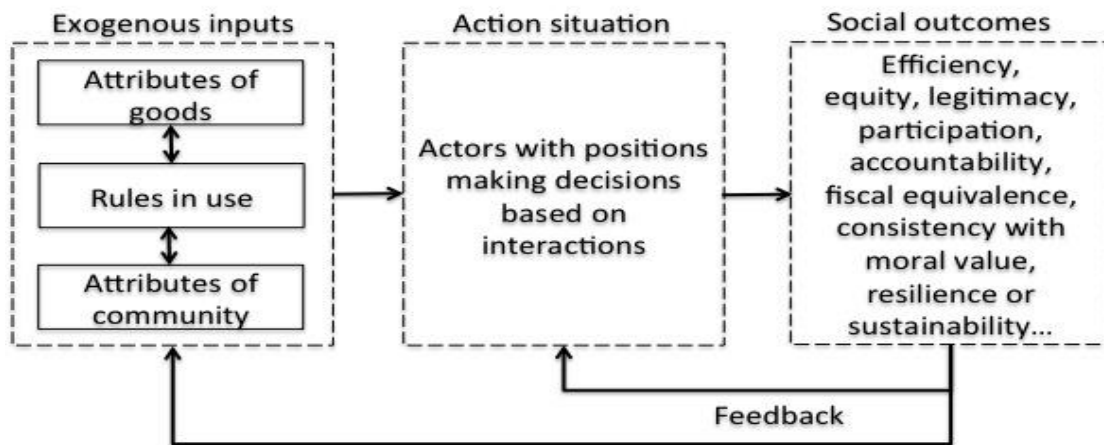 Exogenous inputs
Attributes of
goods
Rules in use
Attributes of
community
Action situation
Actors with positions
making decisions
based on
interactions
Social outcomes
Efficiency,
equity, legitimacy,
participation,
accountability,
fiscal equivalence,
consistency with
moral value,
resilience or
sustainability...
Feedback